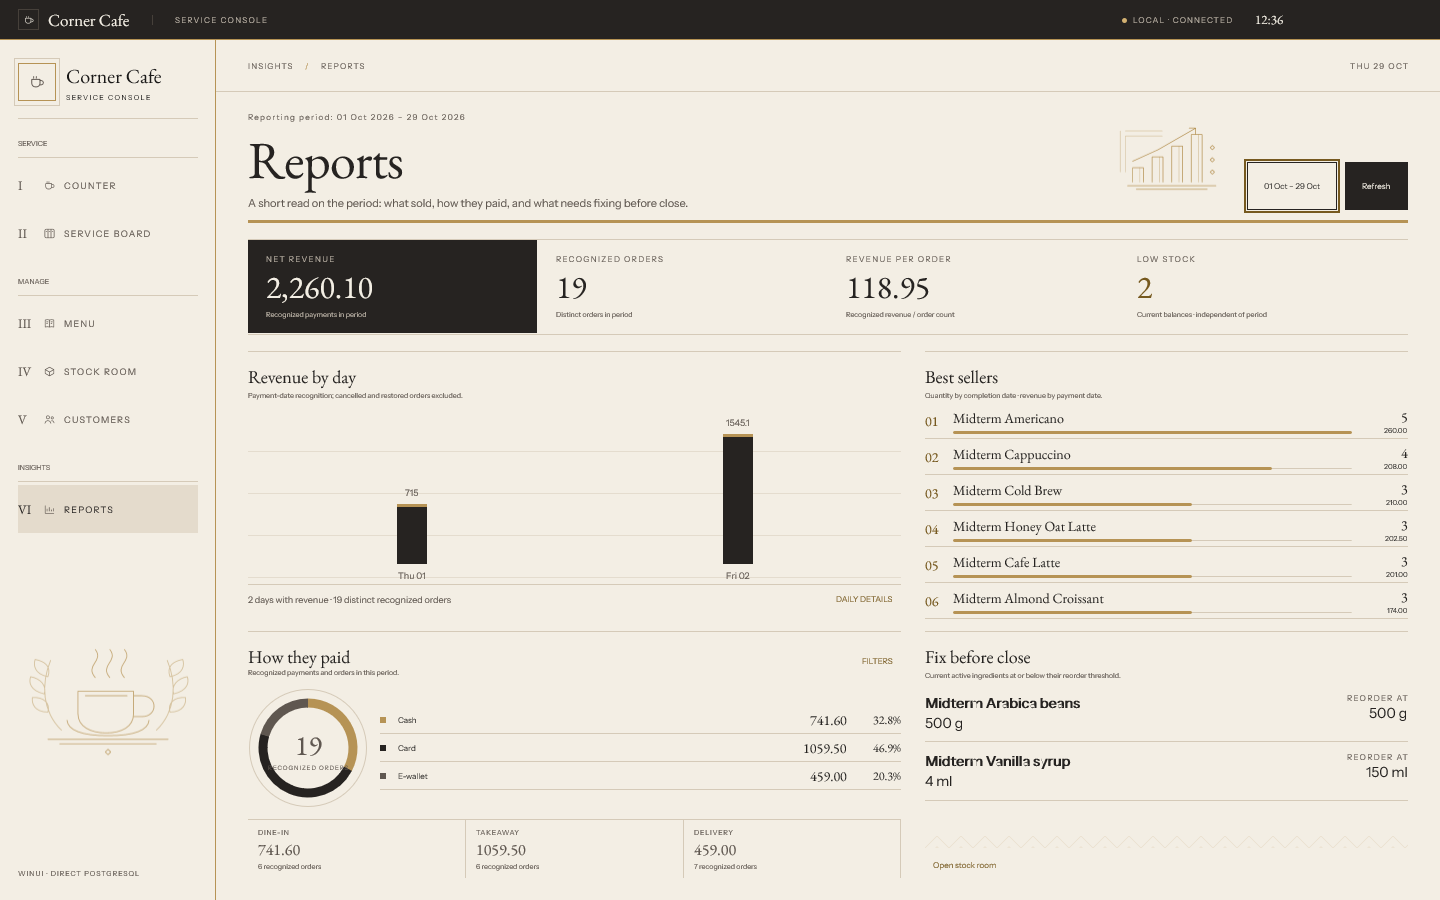 Corner Cafe
SERVICE CONSOLE
LOCAL · CONNECTED
12:36
Corner Cafe
SERVICE CONSOLE
SERVICE
I COUNTER
II SERVICE BOARD
MANAGE
III MENU
IV STOCK ROOM
V CUSTOMERS
INSIGHTS
VI REPORTS
WINUI · DIRECT POSTGRESQL
INSIGHTS / REPORTS
THU 29 OCT
Reporting period: 01 Oct 2026 – 29 Oct 2026
Reports
A short read on the period: what sold, how they paid, and what needs fixing before close.
01 Oct – 29 Oct
Refresh
NET REVENUE
2,260.10
Recognized payments in period
RECOGNIZED ORDERS
19
Distinct orders in period
REVENUE PER ORDER
118.95
Recognized revenue / order count
LOW STOCK
2
Current balances · independent of period
Revenue by day
Payment-date recognition; cancelled and restored orders excluded.
715
1545.1
Thu 01
Fri 02
2 days with revenue · 19 distinct recognized orders
DAILY DETAILS
Best sellers
Quantity by completion date · revenue by payment date.
01 Midterm Americano 5
260.00
02 Midterm Cappuccino 4
208.00
03 Midterm Cold Brew 3
210.00
04 Midterm Honey Oat Latte 3
202.50
05 Midterm Cafe Latte 3
201.00
06 Midterm Almond Croissant 3
174.00
How they paid
Recognized payments and orders in this period.
FILTERS
19
RECOGNIZED ORDERS
Cash 741.60 32.8%
Card 1059.50 46.9%
E-wallet 459.00 20.3%
DINE-IN
741.60
6 recognized orders
TAKEAWAY
1059.50
6 recognized orders
DELIVERY
459.00
7 recognized orders
Fix before close
Current active ingredients at or below their reorder threshold.
Midterm Arabica beans
500 g
REORDER AT
500 g
Midterm Vanilla syrup
4 ml
REORDER AT
150 ml
Open stock room